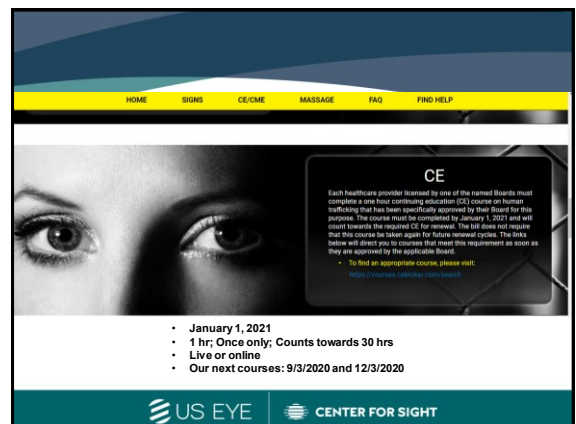 HOME SIGNS CE/CME MASSAGE FAQ FIND HELP
CE
Each healthcare provider licensed by one of the named Boards must
complete a one hour continuing education (CE) course on human
trafficking that has been specifically approved by their Board for this
purpose. The course must be completed by January 1, 2021 and will
count towards the required CE for renewal. The bill does not require
that this course be taken again for future renewal cycles. The links
below will direct you to courses that meet this requirement as soon as
they are approved by the applicable Board.
• To find an appropriate course, please visit:
https://courses.cebroker.com/search
• January 1, 2021
• 1 hr; Once only; Counts towards 30 hrs
• Live or online
• Our next courses: 9/3/2020 and 12/3/2020
US EYE CENTER FOR SIGHT